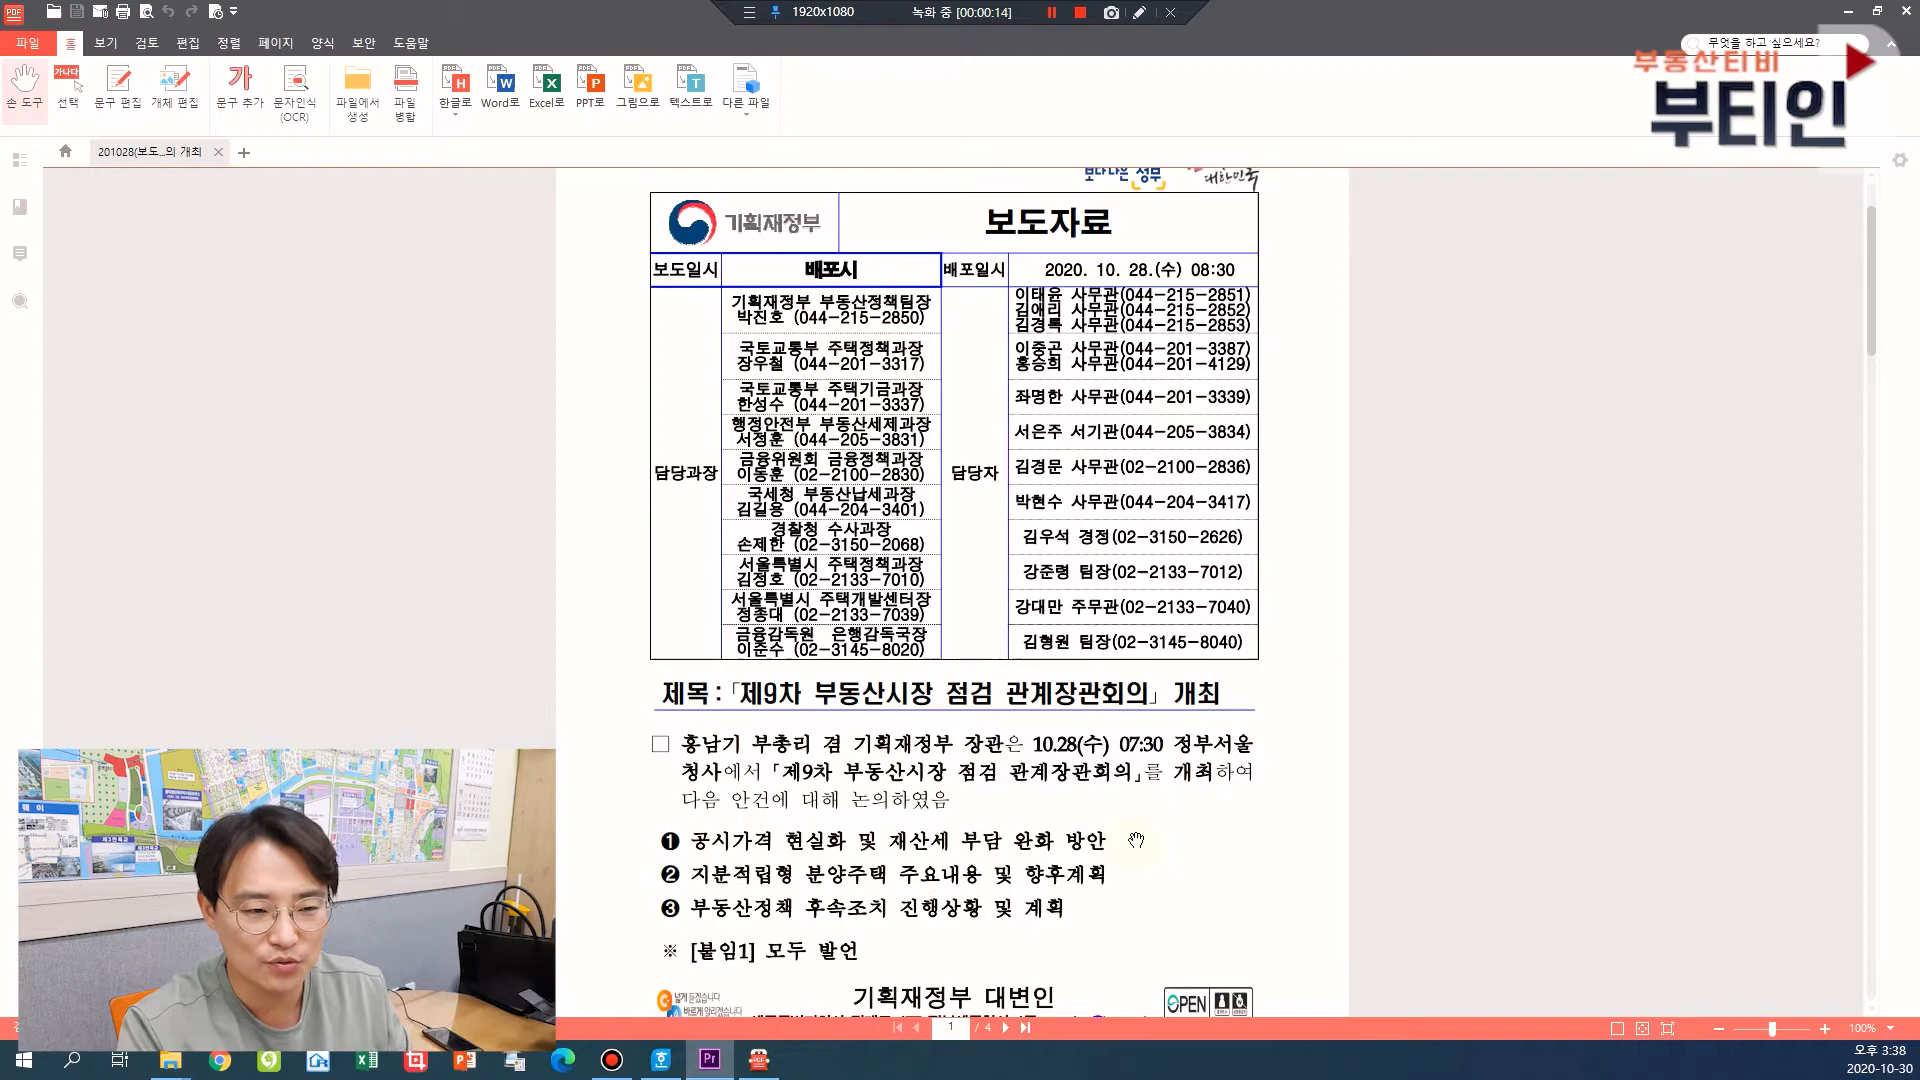 1920x1080
녹화 중 [00:00:14]
파일
홈
보기
검토
편집
정렬
페이지
양식
보안
도움말
무엇을 하고 싶으세요?
부동산티비
부티인
손 도구
선택
문구 편집
개체 편집
문구 추가
문자인식
(OCR)
파일에서
생성
파일
병합
한글로
Word로
Excel로
PPT로
그림으로
텍스트로
다른 파일
201028(보도...의 개최
보다나은 정부
대한민국
기획재정부
보도자료
보도일시
배포시
배포일시
2020. 10. 28.(수) 08:30
담당과장
기획재정부 부동산정책팀장
박진호 (044-215-2850)
국토교통부 주택정책과장
장우철 (044-201-3317)
국토교통부 주택기금과장
한성수 (044-201-3337)
행정안전부 부동산세제과장
서정훈 (044-205-3831)
금융위원회 금융정책과장
이동훈 (02-2100-2830)
국세청 부동산납세과장
김길용 (044-204-3401)
경찰청 수사과장
손제한 (02-3150-2068)
서울특별시 주택정책과장
김정호 (02-2133-7010)
서울특별시 주택개발센터장
정종대 (02-2133-7039)
금융감독원 은행감독국장
이준수 (02-3145-8020)
담당자
이태윤 사무관(044-215-2851)
김애리 사무관(044-215-2852)
김경록 사무관(044-215-2853)
이중곤 사무관(044-201-3387)
홍승희 사무관(044-201-4129)
좌명한 사무관(044-201-3339)
서은주 서기관(044-205-3834)
김경문 사무관(02-2100-2836)
박현수 사무관(044-204-3417)
김우석 경정(02-3150-2626)
강준령 팀장(02-2133-7012)
강대만 주무관(02-2133-7040)
김형원 팀장(02-3145-8040)
제목 : 「제9차 부동산시장 점검 관계장관회의」 개최
□ 홍남기 부총리 겸 기획재정부 장관은 10.28(수) 07:30 정부서울
청사에서 「제9차 부동산시장 점검 관계장관회의」를 개최하여
다음 안건에 대해 논의하였음
❶ 공시가격 현실화 및 재산세 부담 완화 방안
❷ 지분적립형 분양주택 주요내용 및 향후계획
❸ 부동산정책 후속조치 진행상황 및 계획
※ [붙임1] 모두 발언
넓게 듣겠습니다
바르게 알리겠습니다
기획재정부 대변인
OPEN
1 / 4
100%
오후 3:38
2020-10-30